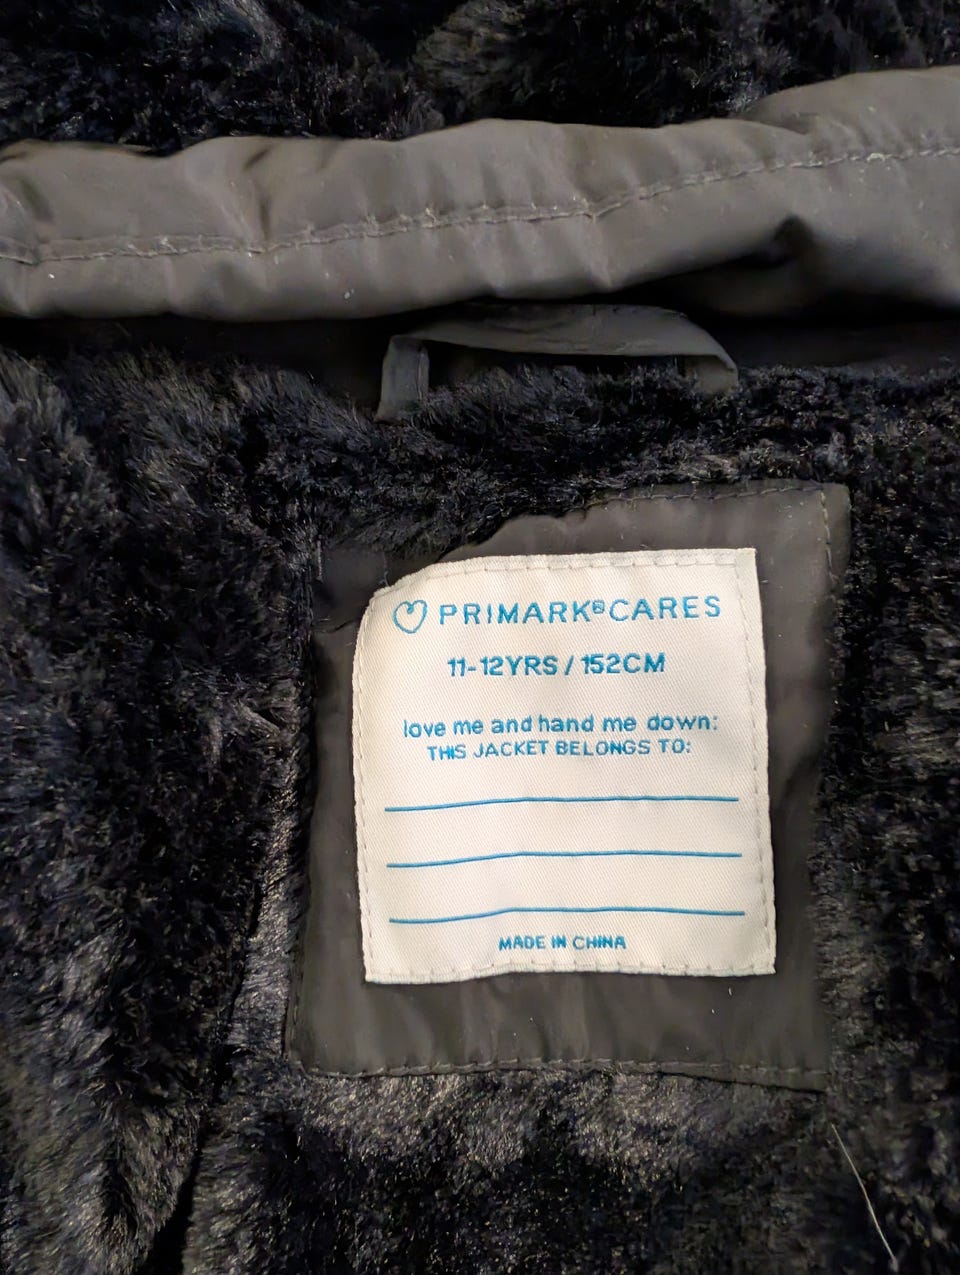 PRIMARK® CARES
11-12YRS / 152CM
love me and hand me down:
THIS JACKET BELONGS TO:
MADE IN CHINA